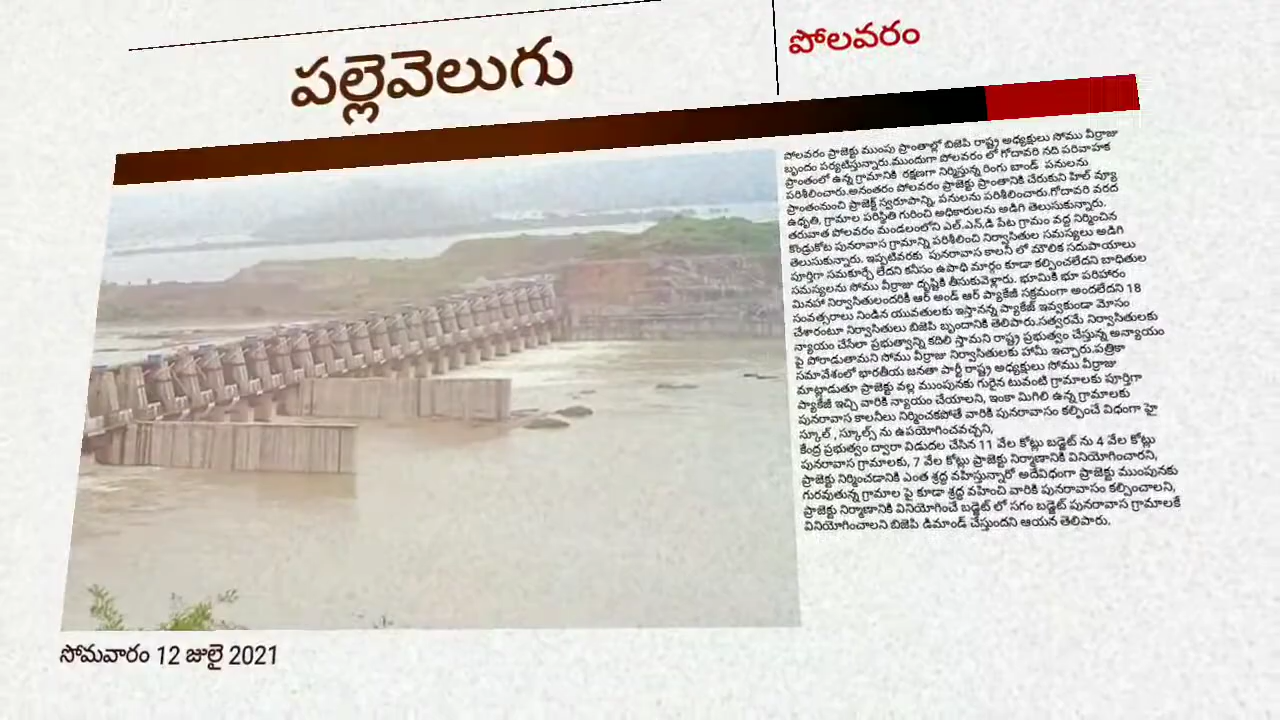 పల్లెవెలుగు
పోలవరం
పోలవరం ప్రాజెక్టు ముంపు ప్రాంతాల్లో బిజెపి రాష్ట్ర అధ్యక్షులు సోము వీర్రాజు
బృందం పర్యటిస్తున్నారు.ముందుగా పోలవరం లో గోదావరి నది పరివాహక
ప్రాంతంలో ఉన్న గ్రామానికి రక్షణగా నిర్మిస్తున్న రింగు బాండ్ పనులను
పరిశీలించారు.అనంతరం పోలవరం ప్రాజెక్టు ప్రాంతానికి చేరుకుని హిల్ వ్యూ
ప్రాంతంనుంచి ప్రాజెక్ట్ స్వరూపాన్ని, పనులను పరిశీలించారు.గోదావరి వరద
ఉధృతి, గ్రామాల పరిస్థితి గురించి అధికారులను అడిగి తెలుసుకున్నారు.
తరువాత పోలవరం మండలంలోని ఎల్.ఎన్,డి పేట గ్రామం వద్ద నిర్మించిన
కొండ్రుకోట పునరావాస గ్రామాన్ని పరిశీలించి నిర్వాసితుల సమస్యలు అడిగి
తెలుసుకున్నారు. ఇప్పటివరకు పునరావాస కాలనీ లో మౌలిక సదుపాయాలు
పూర్తిగా సమకూర్చే లేదని కనీసం ఉపాధి మార్గం కూడా కల్పించలేదని బాధితుల
సమస్యలను సోము వీర్రాజు దృష్టికి తీసుకువెళ్లారు. భూమికి భూ పరిహారం
మినహా నిర్వాసితులందరికి ఆర్ అండ్ ఆర్ ప్యాకేజీ సక్రమంగా అందలేదని 18
సంవత్సరాలు నిండిన యువతులకు ఇస్తానన్న ప్యాకేజ్ ఇవ్వకుండా మోసం
చేశారంటూ నిర్వాసితులు బిజెపి బృందానికి తెలిపారు.సత్వరమే నిర్వాసితులకు
న్యాయం చేసేలా ప్రభుత్వాన్ని కదిలి స్తామని రాష్ట్ర ప్రభుత్వం చేస్తున్న అన్యాయం
పై పోరాడుతామని సోము వీర్రాజు నిర్వాసితులకు హామీ ఇచ్చారు.పత్రికా
సమావేశంలో భారతీయ జనతా పార్టీ రాష్ట్ర అధ్యక్షులు సోము వీర్రాజు
మాట్లాడుతూ ప్రాజెక్టు వల్ల ముంపునకు గురైన టువంటి గ్రామాలకు పూర్తిగా
ప్యాకేజీ ఇచ్చి వారికి న్యాయం చేయాలని, ఇంకా మిగిలి ఉన్న గ్రామాలకు
పునరావాస కాలనీలు నిర్మించకపోతే వారికి పునరావాసం కల్పించే విధంగా హై
స్కూల్ , స్కూల్స్ ను ఉపయోగించవచ్చని,
కేంద్ర ప్రభుత్వం ద్వారా విడుదల చేసిన 11 వేల కోట్లు బడ్జెట్ ను 4 వేల కోట్లు
పునరావాస గ్రామాలకు, 7 వేల కోట్లు ప్రాజెక్టు నిర్మాణానికి వినియోగించారని,
ప్రాజెక్టు నిర్మించడానికి ఎంత శ్రద్ధ వహిస్తున్నారో అదేవిధంగా ప్రాజెక్టు ముంపునకు
గురవుతున్న గ్రామాల పై కూడా శ్రద్ధ వహించి వారికి పునరావాసం కల్పించాలని,
ప్రాజెక్టు నిర్మాణానికి వినియోగించే బడ్జెట్ లో సగం బడ్జెట్ పునరావాస గ్రామాలకే
వినియోగించాలని బిజెపి డిమాండ్ చేస్తుందని ఆయన తెలిపారు.
సోమవారం 12 జులై 2021